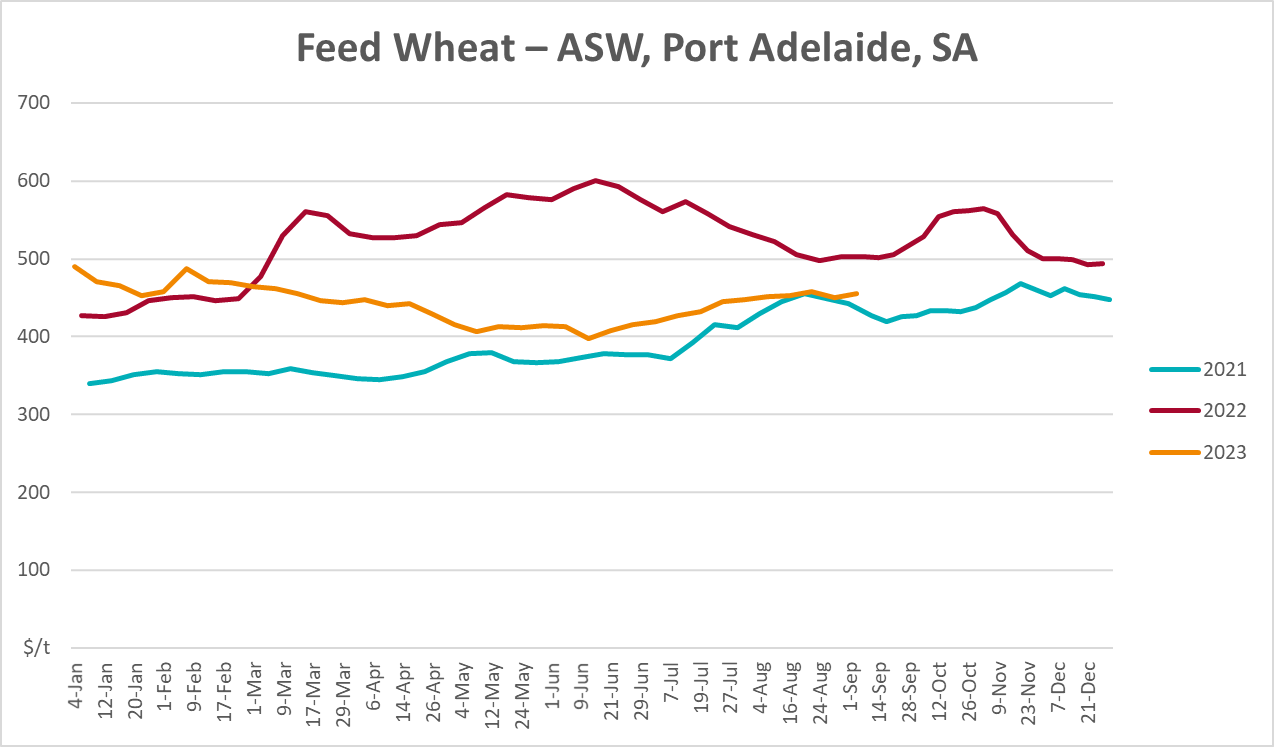 Feed Wheat – ASW, Port Adelaide, SA
700
600
500
400
300
200
100
$/t
4-Jan
12-Jan
20-Jan
1-Feb
9-Feb
17-Feb
1-Mar
9-Mar
17-Mar
29-Mar
6-Apr
14-Apr
26-Apr
4-May
12-May
24-May
1-Jun
9-Jun
21-Jun
29-Jun
7-Jul
19-Jul
27-Jul
4-Aug
16-Aug
24-Aug
1-Sep
14-Sep
28-Sep
12-Oct
26-Oct
9-Nov
23-Nov
7-Dec
21-Dec
2021
2022
2023